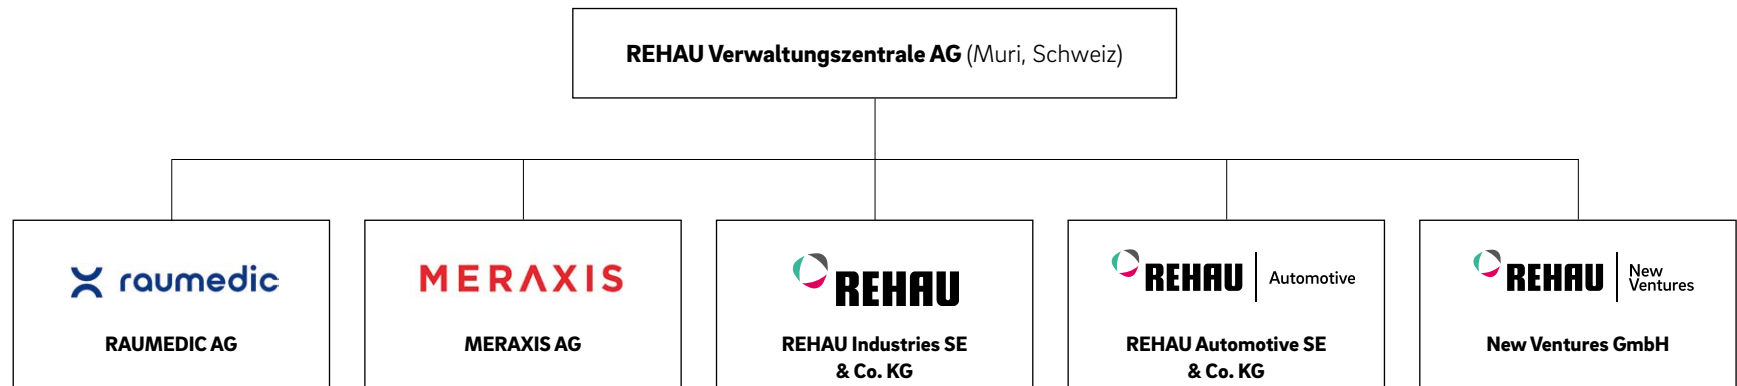 REHAU Verwaltungszentrale AG (Muri, Schweiz)
raumedic
RAUMEDIC AG
MERAXIS
MERAXIS AG
REHAU
REHAU Industries SE
& Co. KG
REHAU Automotive
REHAU Automotive SE
& Co. KG
REHAU New
Ventures
New Ventures GmbH